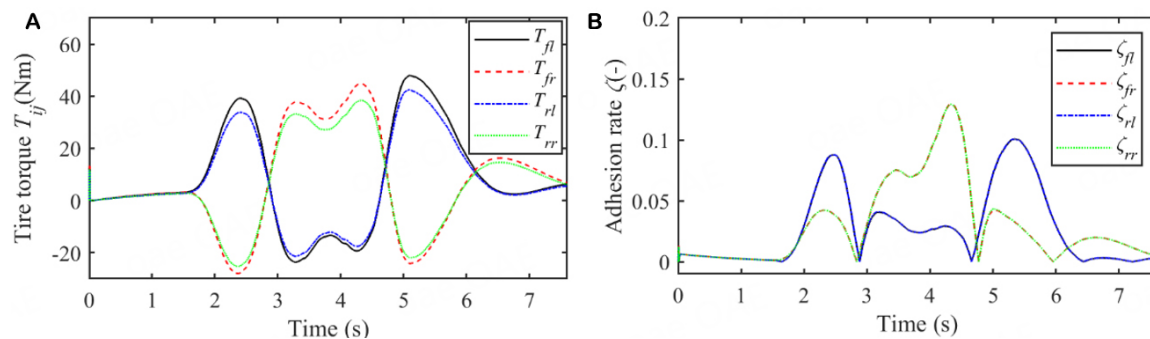 A
Tire torque T_ij(Nm)
60
40
20
0
-20
0 1 2 3 4 5 6 7
Time (s)
T_fl
T_fr
T_rl
T_rr
B
Adhesion rate ζ(-)
0.2
0.15
0.1
0.05
0
0 1 2 3 4 5 6 7
Time (s)
ζ_fl
ζ_fr
ζ_rl
ζ_rr